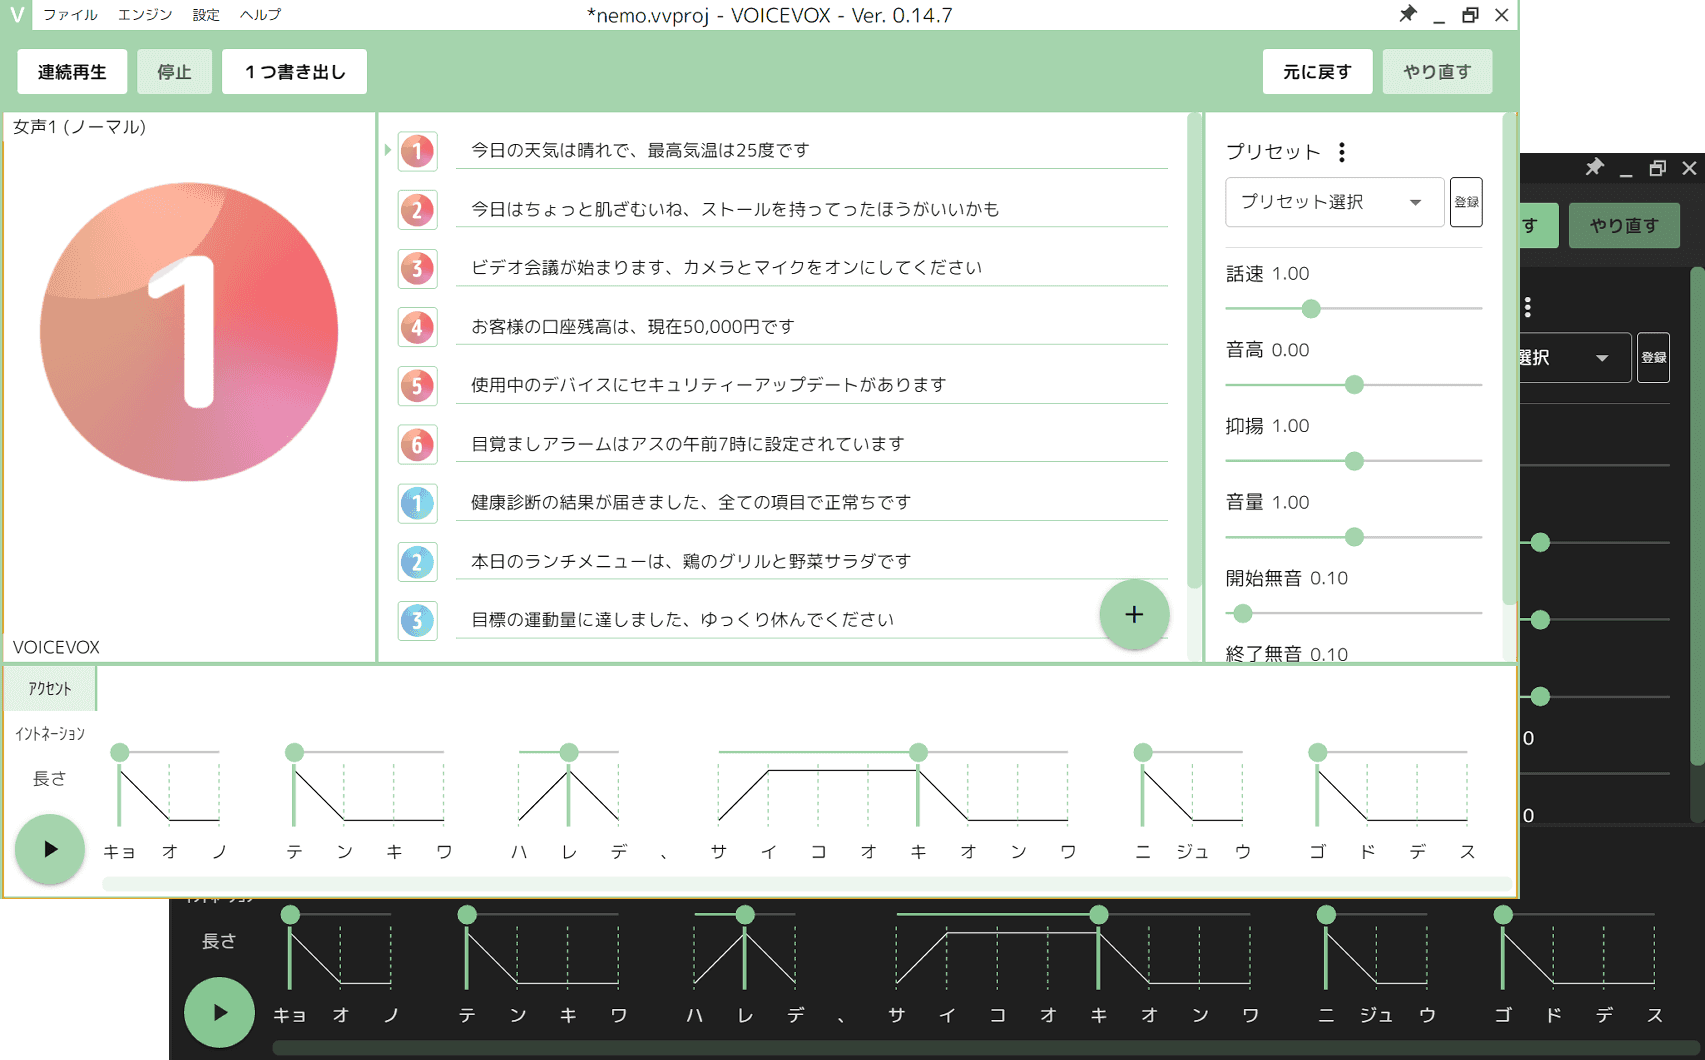 V ファイル エンジン 設定 ヘルプ *nemo.vvproj - VOICEVOX - Ver. 0.14.7
連続再生 停止 1つ書き出し 元に戻す やり直す
女声1 (ノーマル)
1
VOICEVOX
1 今日の天気は晴れで、最高気温は25度です
2 今日はちょっと肌ざむいね、ストールを持ってったほうがいいかも
3 ビデオ会議が始まります、カメラとマイクをオンにしてください
4 お客様の口座残高は、現在50,000円です
5 使用中のデバイスにセキュリティーアップデートがあります
6 目覚ましアラームはアスの午前7時に設定されています
1 健康診断の結果が届きました、全ての項目で正常ちです
2 本日のランチメニューは、鶏のグリルと野菜サラダです
3 目標の運動量に達しました、ゆっくり休んでください
+
プリセット
プリセット選択 登録
話速 1.00
音高 0.00
抑揚 1.00
音量 1.00
開始無音 0.10
終了無音 0.10
アクセント
イントネーション
長さ
キョ オ ノ テ ン キ ワ ハ レ デ 、 サ イ コ オ キ オ ン ワ ニ ジュ ウ ゴ ド デ ス
す やり直す
選択 登録
0
0
イントネーション
長さ
キョ オ ノ テ ン キ ワ ハ レ デ 、 サ イ コ オ キ オ ン ワ ニ ジュ ウ ゴ ド デ ス